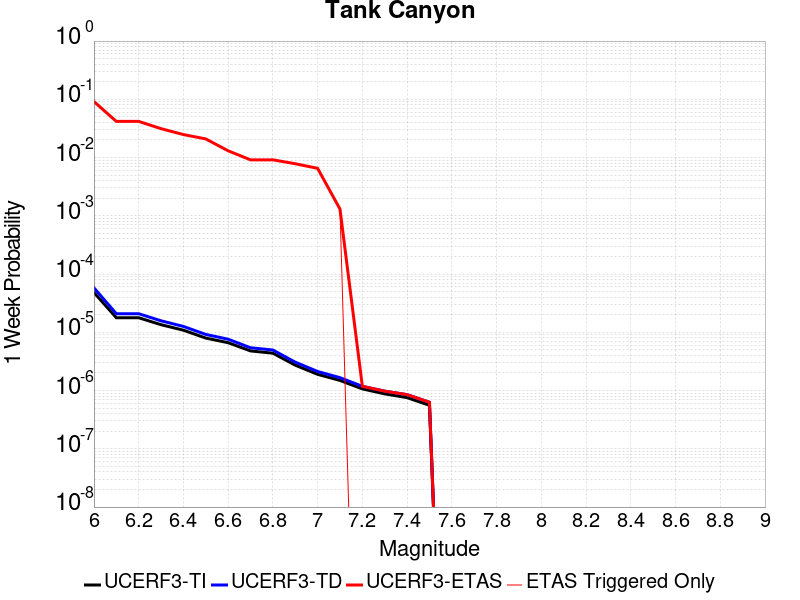 Tank Canyon
10^0
10^-1
10^-2
10^-3
10^-4
10^-5
10^-6
10^-7
10^-8
1 Week Probability
6 6.2 6.4 6.6 6.8 7 7.2 7.4 7.6 7.8 8 8.2 8.4 8.6 8.8 9
Magnitude
UCERF3-TI UCERF3-TD UCERF3-ETAS ETAS Triggered Only